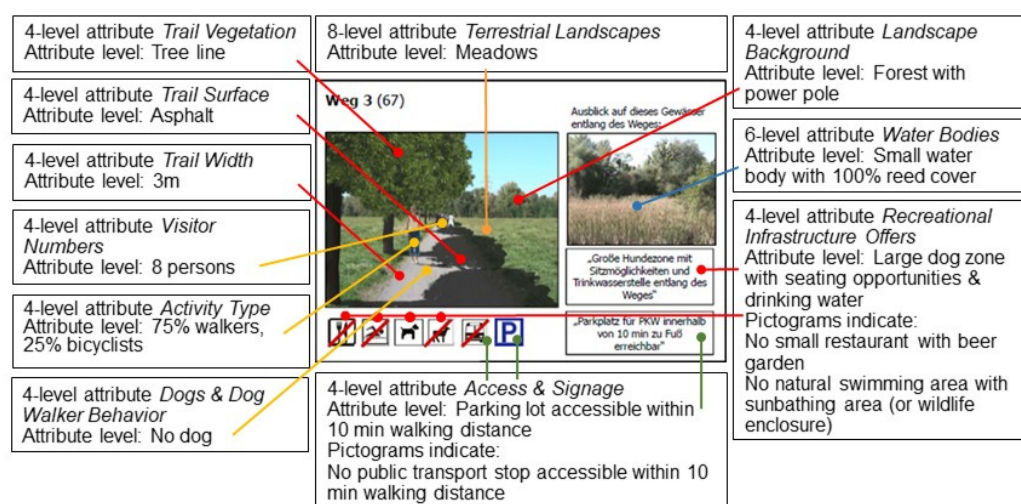 4-level attribute Trail Vegetation
Attribute level: Tree line
4-level attribute Trail Surface
Attribute level: Asphalt
4-level attribute Trail Width
Attribute level: 3m
4-level attribute Visitor
Numbers
Attribute level: 8 persons
4-level attribute Activity Type
Attribute level: 75% walkers,
25% bicyclists
4-level attribute Dogs & Dog
Walker Behavior
Attribute level: No dog
8-level attribute Terrestrial Landscapes
Attribute level: Meadows
Weg 3 (67)
Ausblick auf dieses Gewässer
entlang des Weges:
„Große Hundezone mit
Sitzmöglichkeiten und
Trinkwasserstelle entlang des
Weges"
„Parkplatz für PKW innerhalb
von 10 min zu Fuß
erreichbar"
P
4-level attribute Access & Signage
Attribute level: Parking lot accessible within
10 min walking distance
Pictograms indicate:
No public transport stop accessible within 10
min walking distance
4-level attribute Landscape
Background
Attribute level: Forest with
power pole
6-level attribute Water Bodies
Attribute level: Small water
body with 100% reed cover
4-level attribute Recreational
Infrastructure Offers
Attribute level: Large dog zone
with seating opportunities &
drinking water
Pictograms indicate:
No small restaurant with beer
garden
No natural swimming area with
sunbathing area (or wildlife
enclosure)